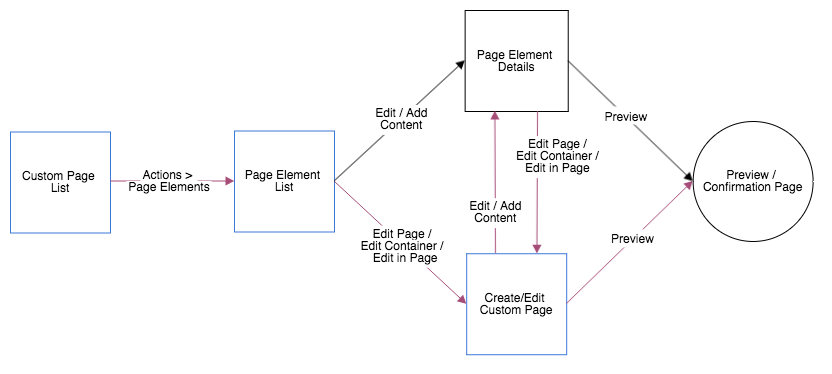 Page Element
Details
Edit / Add
Content
Preview
Edit Page /
Edit Container /
Edit in Page
Custom Page
List
Actions >
Page Elements
Page Element
List
Preview /
Confirmation Page
Edit / Add
Content
Edit Page /
Edit Container /
Edit in Page
Preview
Create/Edit
Custom Page